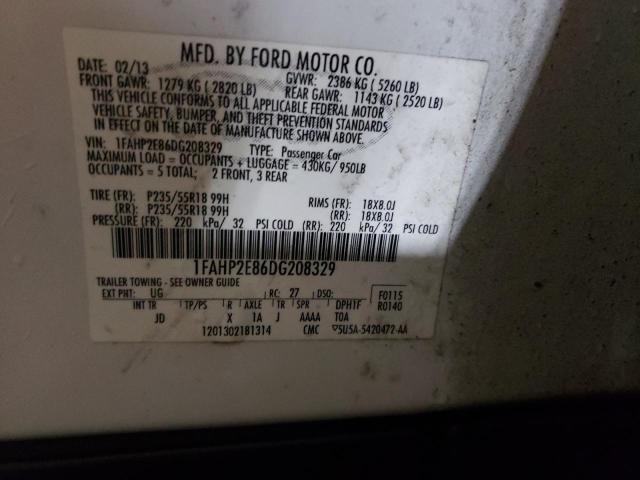 MFD. BY FORD MOTOR CO.
DATE: 02/13 GVWR: 2386 KG ( 5260 LB)
FRONT GAWR: 1279 KG ( 2820 LB) REAR GAWR: 1143 KG ( 2520 LB)
THIS VEHICLE CONFORMS TO ALL APPLICABLE FEDERAL MOTOR
VEHICLE SAFETY, BUMPER, AND THEFT PREVENTION STANDARDS
IN EFFECT ON THE DATE OF MANUFACTURE SHOWN ABOVE.
VIN: 1FAHP2E86DG208329 TYPE: Passenger Car
MAXIMUM LOAD = OCCUPANTS + LUGGAGE = 430KG/ 950LB
OCCUPANTS = 5 TOTAL; 2 FRONT, 3 REAR
TIRE (FR): P235/55R18 99H RIMS (FR): 18X8.0J
(RR): P235/55R18 99H (RR): 18X8.0J
PRESSURE (FR): 220 kPa/ 32 PSI COLD (RR): 220 kPa/ 32 PSI COLD
1FAHP2E86DG208329
TRAILER TOWING - SEE OWNER GUIDE
EXT PNT: UG RC: 27 DSO: F0115
INT TR TP/PS R AXLE TR SPR DPHTF R0140
JD X 1A J AAAA T0A
1201302181314 CMC 5U5A-5420472-AA